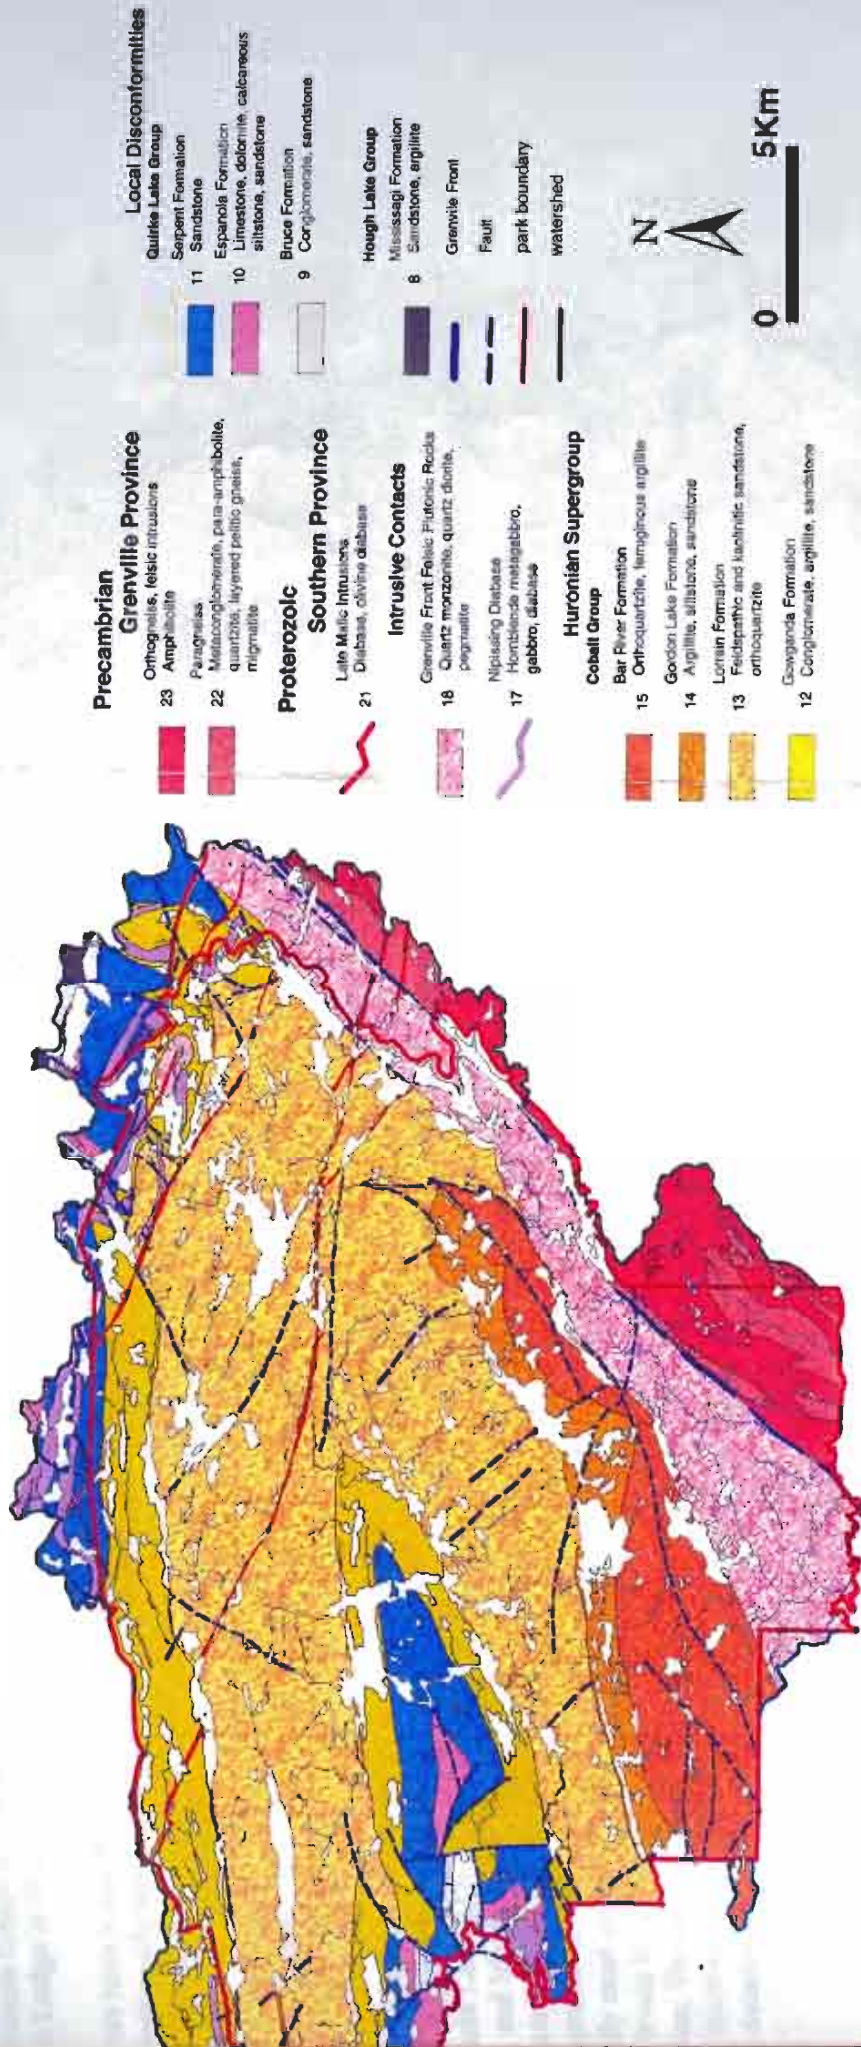 Precambrian
Grenville Province
Orthogneiss, felsic intrusions
23 Amphibolite
Paragneiss
22 Metaconglomerate, para-amphibolite,
quartzite, layered pelitic gneiss,
migmatite
Proterozoic
Southern Province
Late Mafic Intrusions
21 Diabase, olivine diabase
Intrusive Contacts
Grenville Front Felsic Plutonic Rocks
18 Quartz monzonite, quartz diorite,
pegmatite
Nipissing Diabase
17 Hornblende metagabbro,
gabbro, diabase
Huronian Supergroup
Cobalt Group
Bar River Formation
15 Orthoquartzite, ferruginous argillite
Gordon Lake Formation
14 Argillite, siltstone, sandstone
Lorrain Formation
13 Feldspathic and kaolinitic sandstone,
orthoquartzite
Gowganda Formation
12 Conglomerate, argillite, sandstone
Local Disconformities
Quirke Lake Group
Serpent Formation
11 Sandstone
Espanola Formation
10 Limestone, dolomite, calcareous
siltstone, sandstone
Bruce Formation
9 Conglomerate, sandstone
Hough Lake Group
Mississagi Formation
8 Sandstone, argillite
Grenville Front
Fault
park boundary
watershed
N
0 5Km